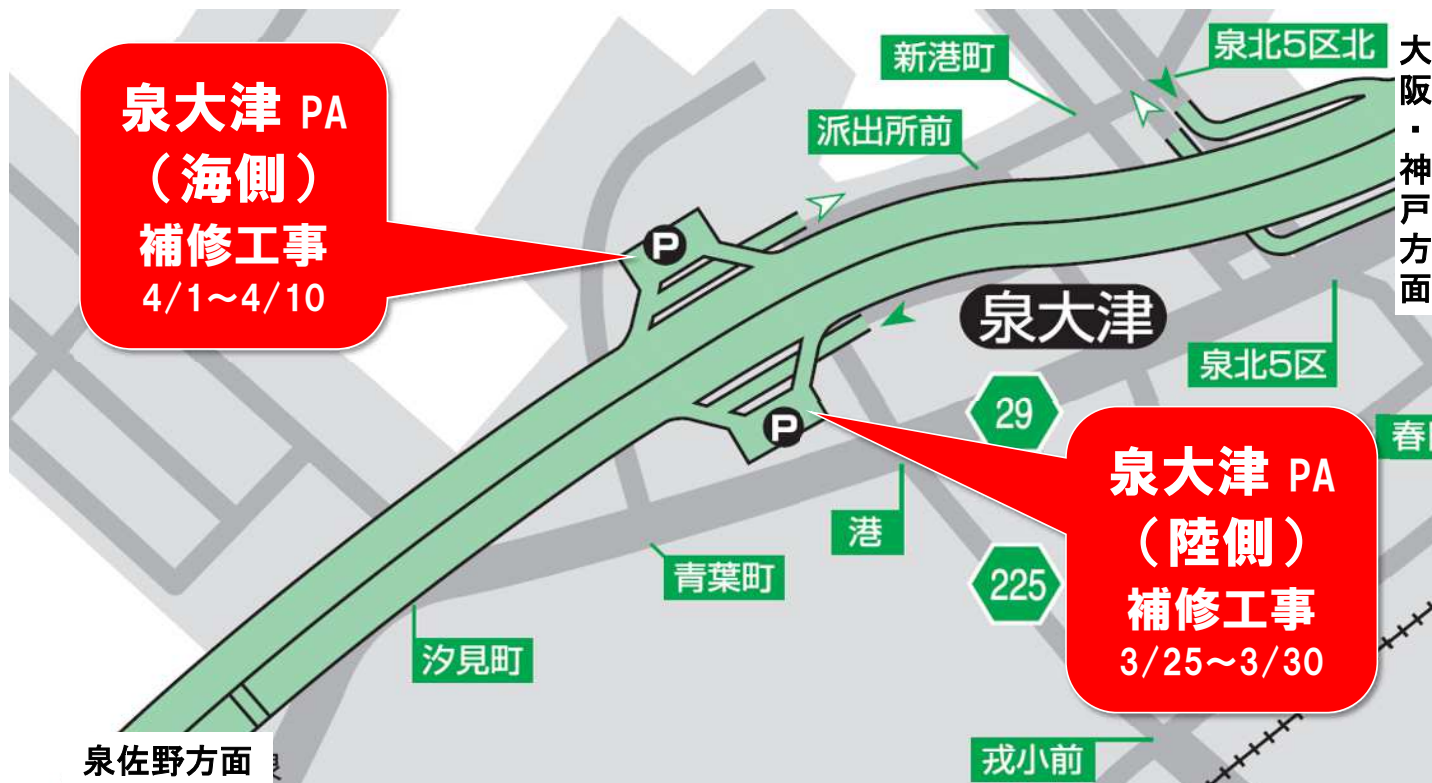 泉大津 PA
（海側）
補修工事
4/1～4/10
新港町
泉北5区北
大阪・神戸方面
派出所前
P
泉大津
泉北5区
29
P
泉大津 PA
（陸側）
補修工事
3/25～3/30
港
青葉町
225
汐見町
泉佐野方面
戎小前